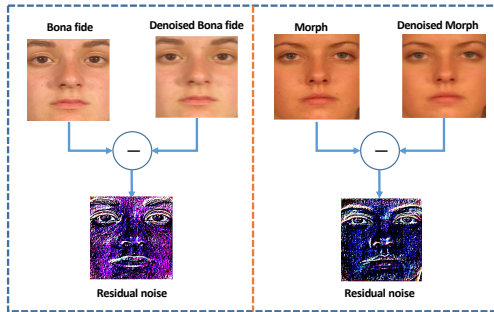 Bona fide
Denoised Bona fide
Morph
Denoised Morph
—
—
Residual noise
Residual noise